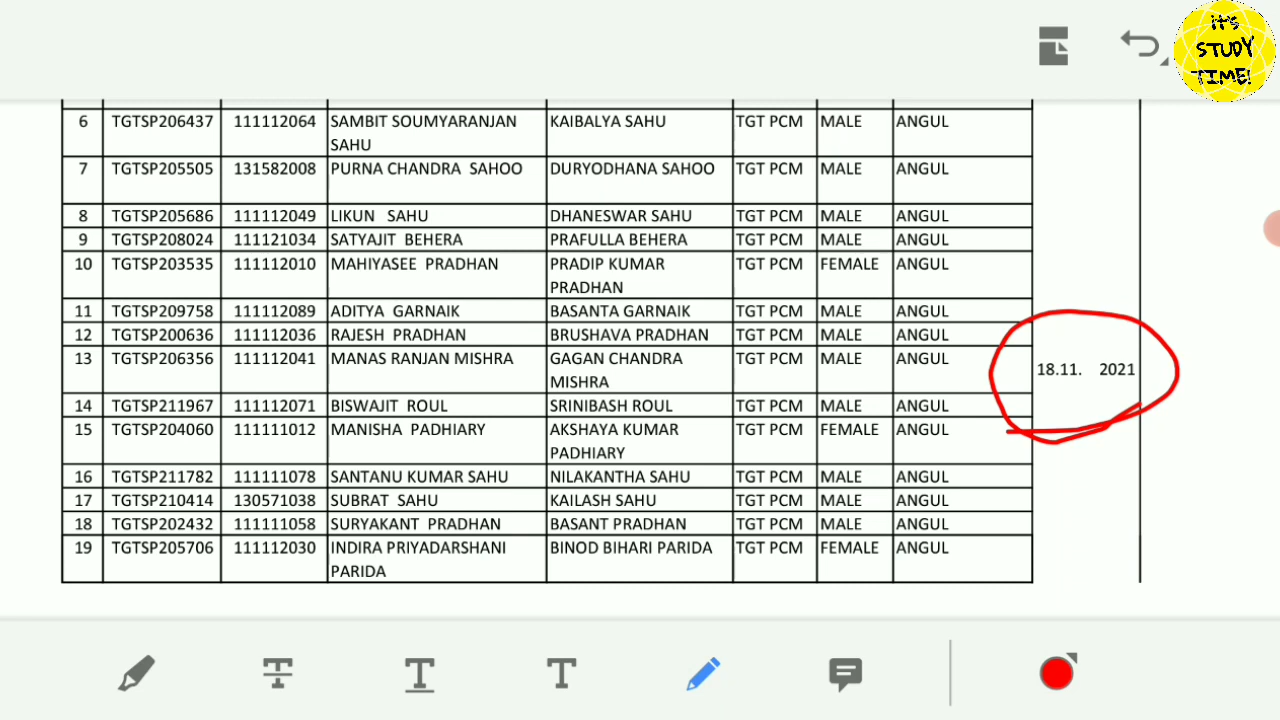 it's
STUDY
TIME!
6 TGTSP206437 111112064 SAMBIT SOUMYARANJAN SAHU KAIBALYA SAHU TGT PCM MALE ANGUL
7 TGTSP205505 131582008 PURNA CHANDRA SAHOO DURYODHANA SAHOO TGT PCM MALE ANGUL
8 TGTSP205686 111112049 LIKUN SAHU DHANESWAR SAHU TGT PCM MALE ANGUL
9 TGTSP208024 111121034 SATYAJIT BEHERA PRAFULLA BEHERA TGT PCM MALE ANGUL
10 TGTSP203535 111112010 MAHIYASEE PRADHAN PRADIP KUMAR PRADHAN TGT PCM FEMALE ANGUL
11 TGTSP209758 111112089 ADITYA GARNAIK BASANTA GARNAIK TGT PCM MALE ANGUL
12 TGTSP200636 111112036 RAJESH PRADHAN BRUSHAVA PRADHAN TGT PCM MALE ANGUL
13 TGTSP206356 111112041 MANAS RANJAN MISHRA GAGAN CHANDRA MISHRA TGT PCM MALE ANGUL
18.11. 2021
14 TGTSP211967 111112071 BISWAJIT ROUL SRINIBASH ROUL TGT PCM MALE ANGUL
15 TGTSP204060 111111012 MANISHA PADHIARY AKSHAYA KUMAR PADHIARY TGT PCM FEMALE ANGUL
16 TGTSP211782 111111078 SANTANU KUMAR SAHU NILAKANTHA SAHU TGT PCM MALE ANGUL
17 TGTSP210414 130571038 SUBRAT SAHU KAILASH SAHU TGT PCM MALE ANGUL
18 TGTSP202432 111111058 SURYAKANT PRADHAN BASANT PRADHAN TGT PCM MALE ANGUL
19 TGTSP205706 111112030 INDIRA PRIYADARSHANI PARIDA BINOD BIHARI PARIDA TGT PCM FEMALE ANGUL